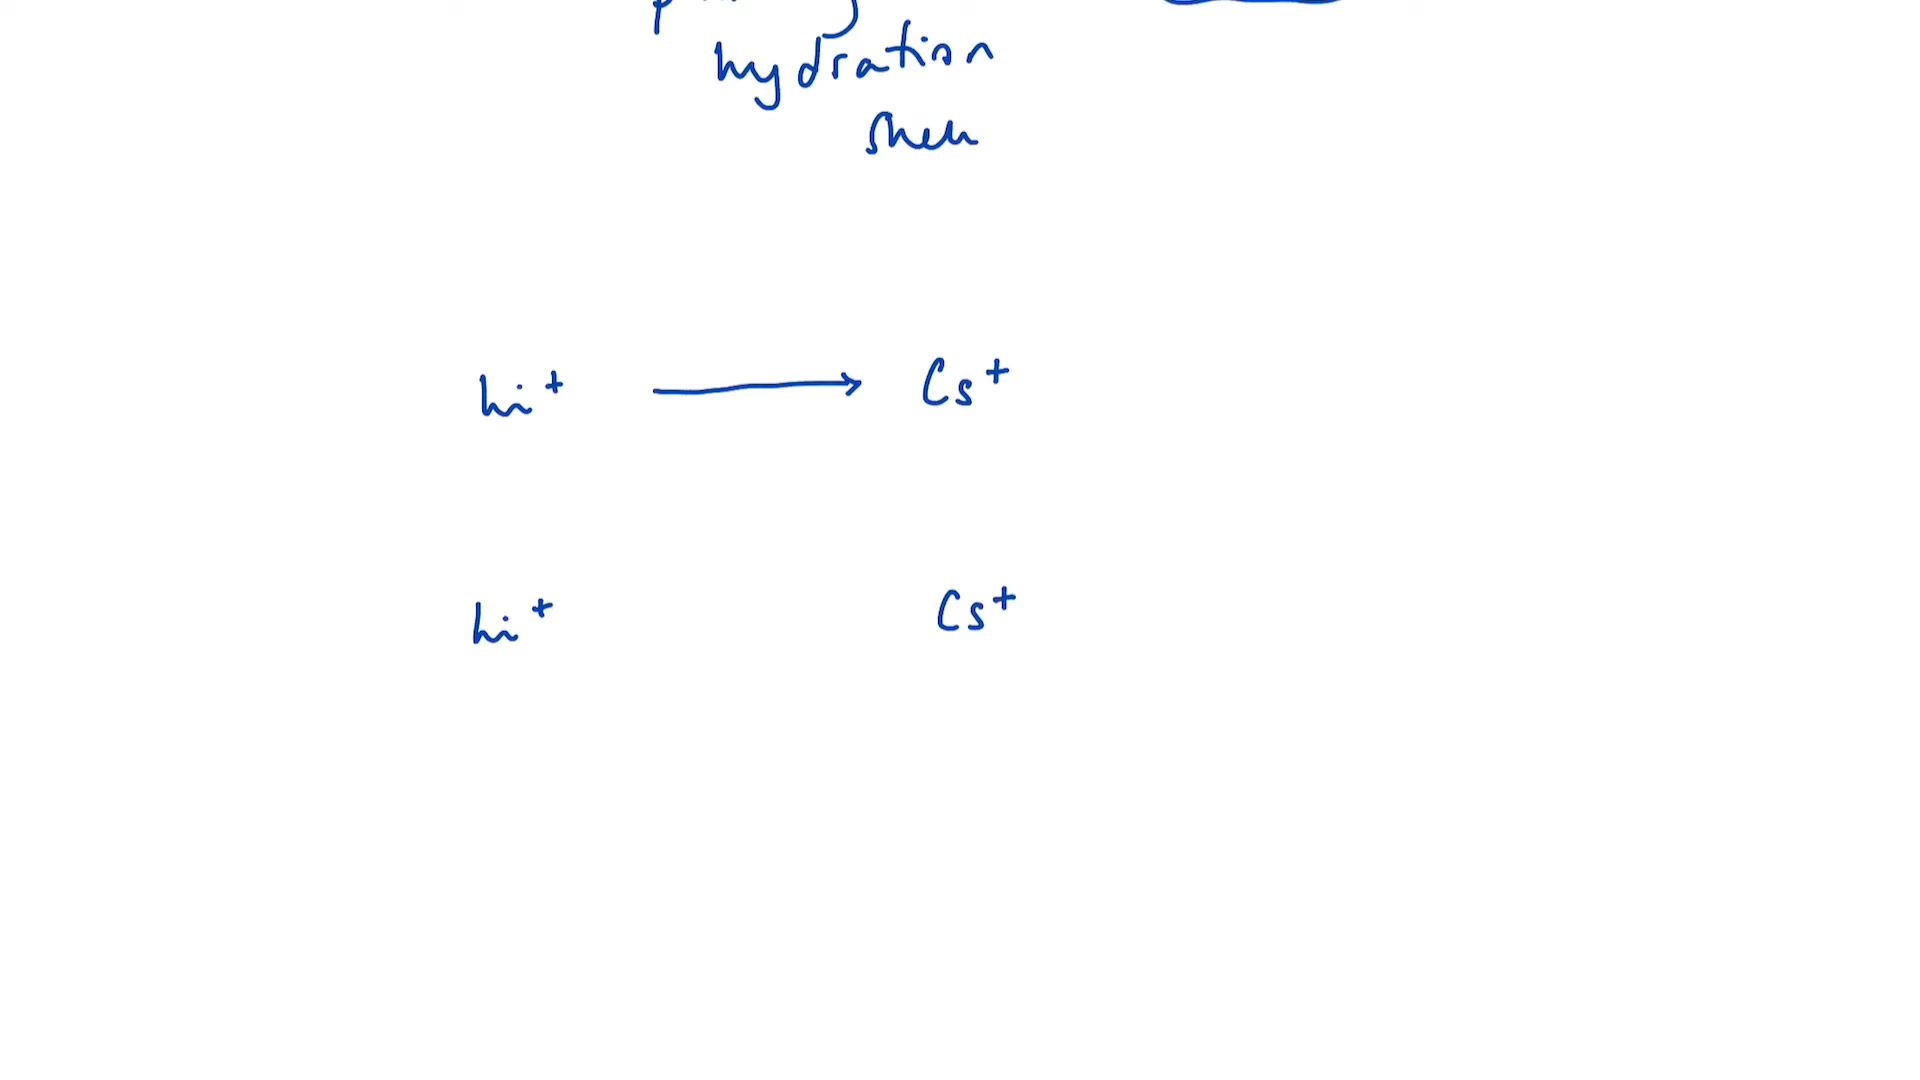 hydration
shell
Li⁺ → Cs⁺
Li⁺ Cs⁺